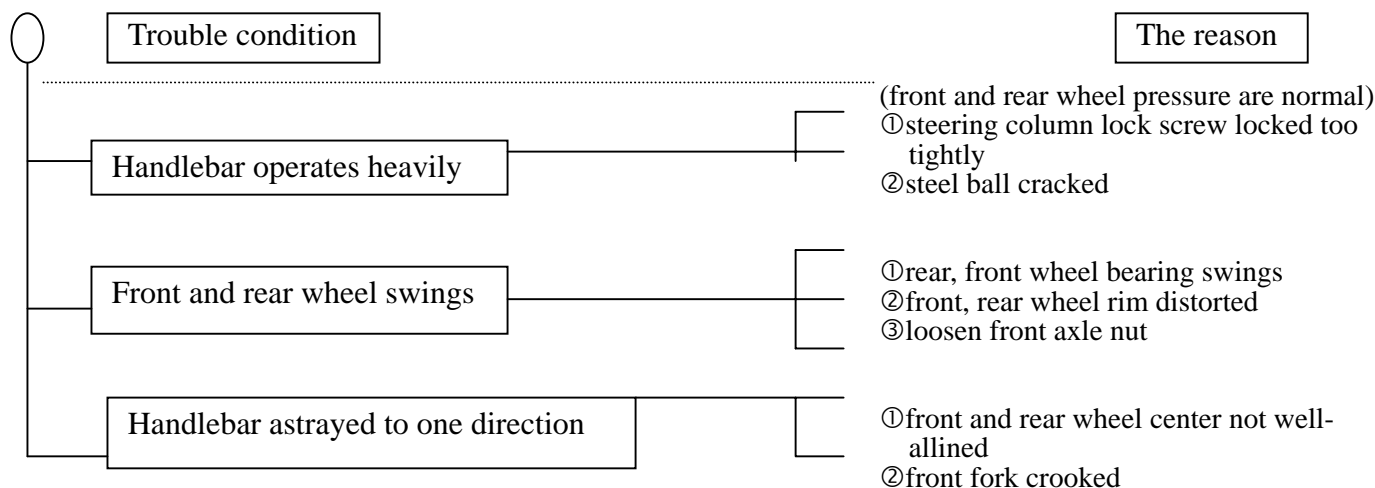 Trouble condition
The reason
(front and rear wheel pressure are normal)
①steering column lock screw locked too
tightly
②steel ball cracked
Handlebar operates heavily
Front and rear wheel swings
①rear, front wheel bearing swings
②front, rear wheel rim distorted
③loosen front axle nut
Handlebar astrayed to one direction
①front and rear wheel center not well-
allined
②front fork crooked